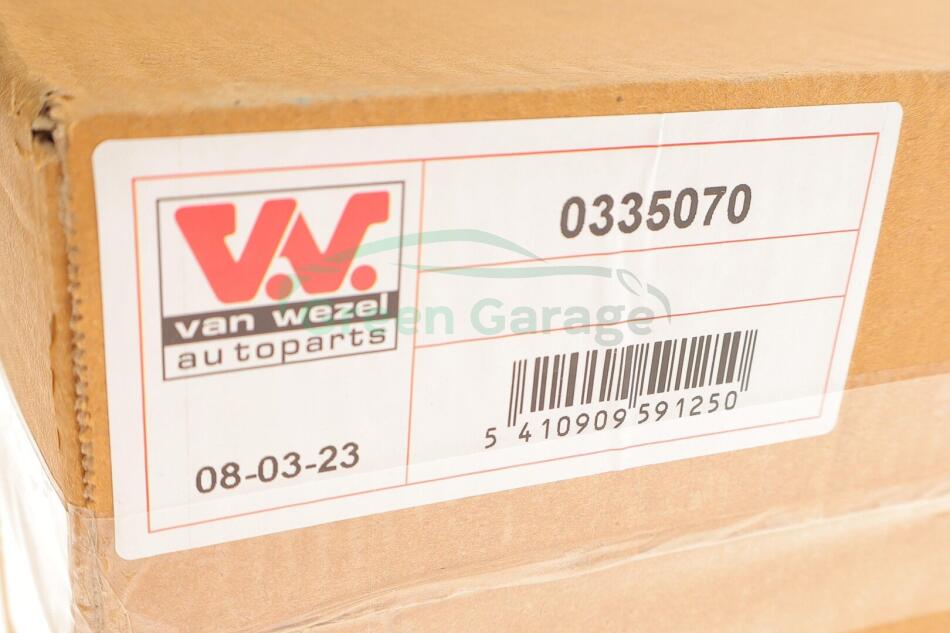 V.W.
van wezel
autoparts
08-03-23
0335070
Green Garage
5 410909 591250